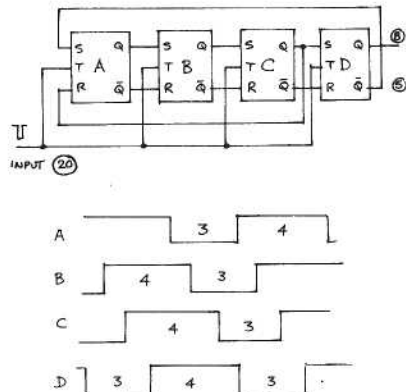 S Q S Q S Q S Q ⑧
T A T B T C T D
R Q̄ R Q̄ R Q̄ R Q̄ ⑤
INPUT ⑳
A 3 4
B 4 3
C 4 3
D 3 4 3